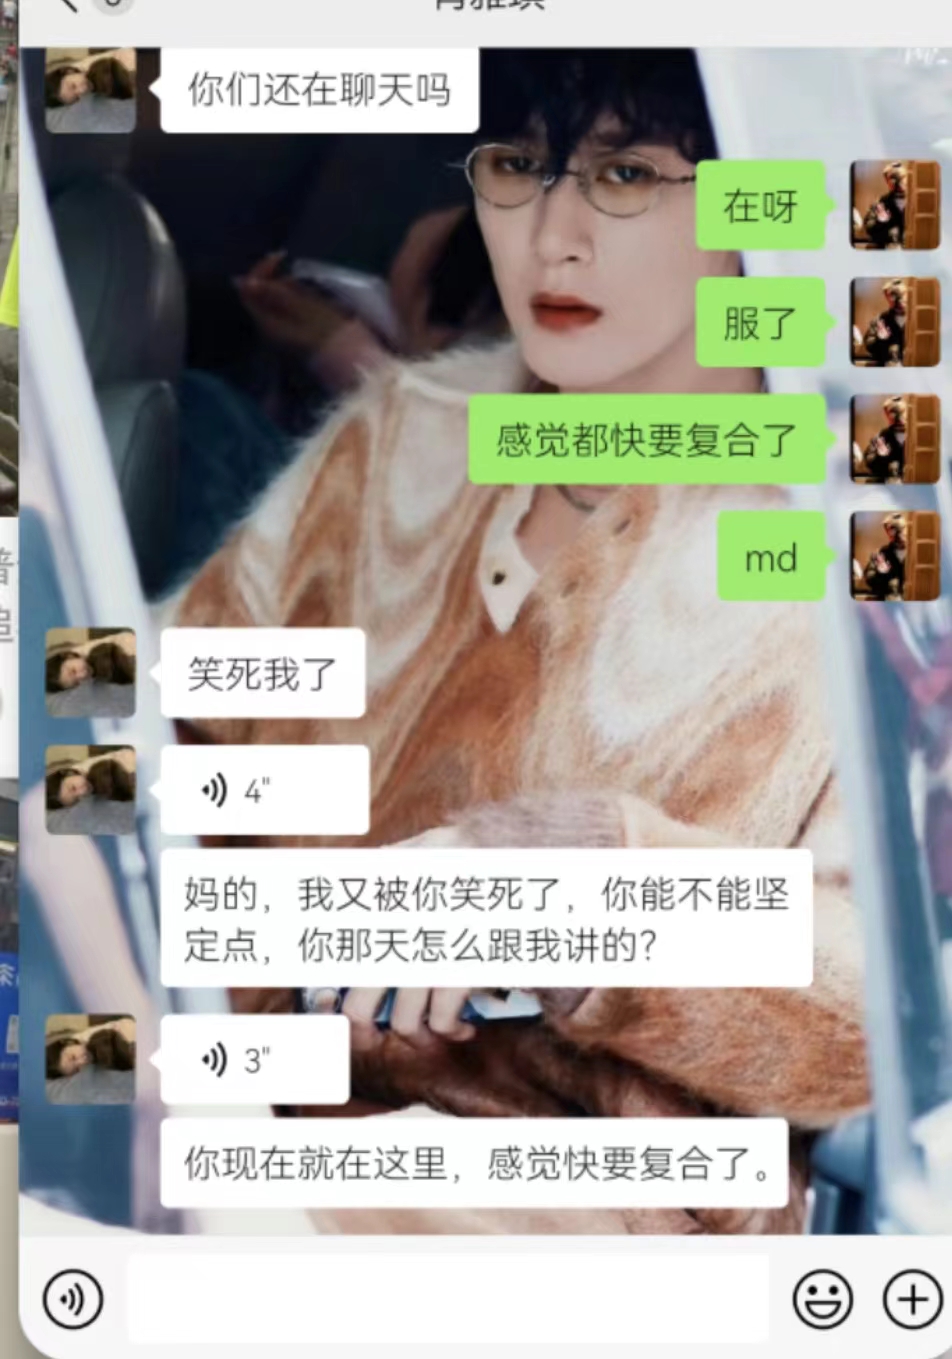 你们还在聊天吗
在呀
服了
感觉都快要复合了
md
笑死我了
4"
妈的，我又被你笑死了，你能不能坚
定点，你那天怎么跟我讲的？
3"
你现在就在这里，感觉快要复合了。